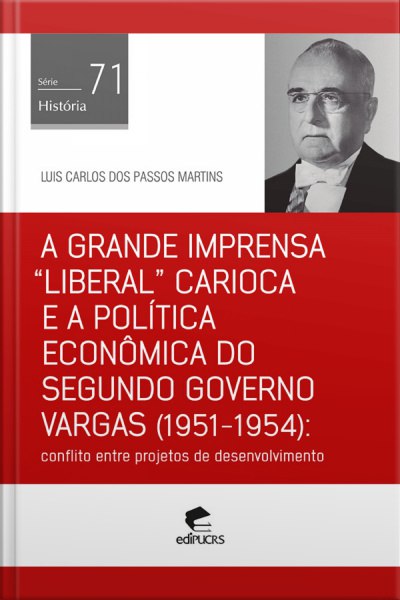 Série
71
História
LUIS CARLOS DOS PASSOS MARTINS
A GRANDE IMPRENSA
“LIBERAL” CARIOCA
E A POLÍTICA
ECONÔMICA DO
SEGUNDO GOVERNO
VARGAS (1951-1954):
conflito entre projetos de desenvolvimento
ediPUCRS